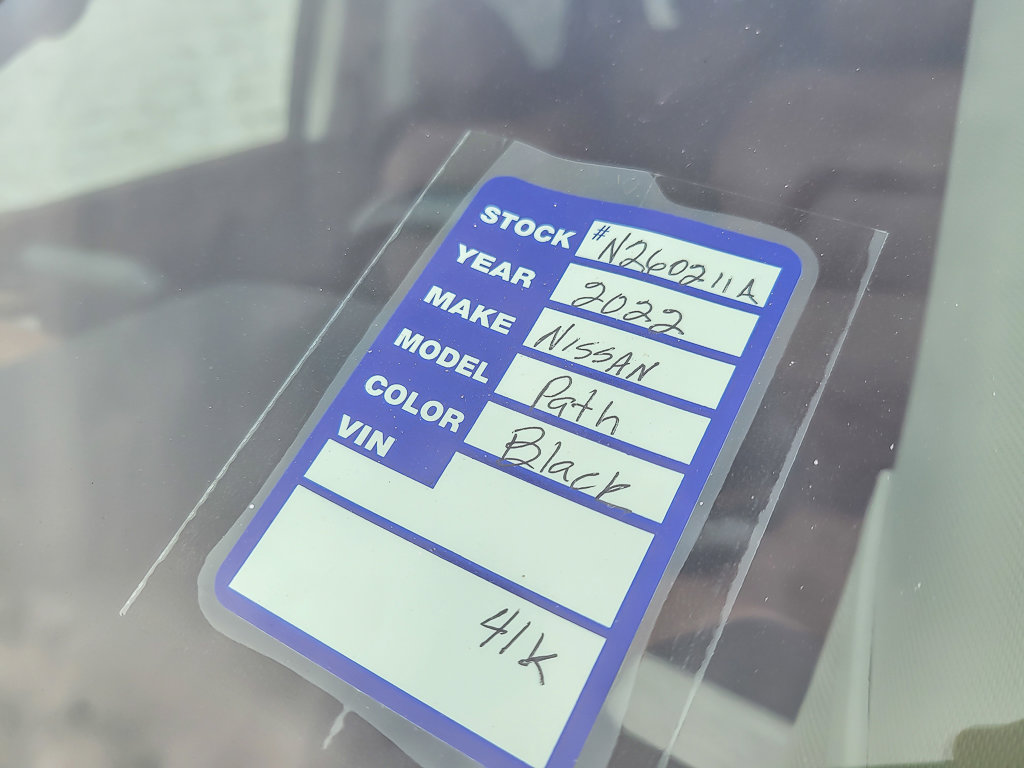 STOCK # N260211A
YEAR 2022
MAKE NISSAN
MODEL Path
COLOR Black
VIN
41K